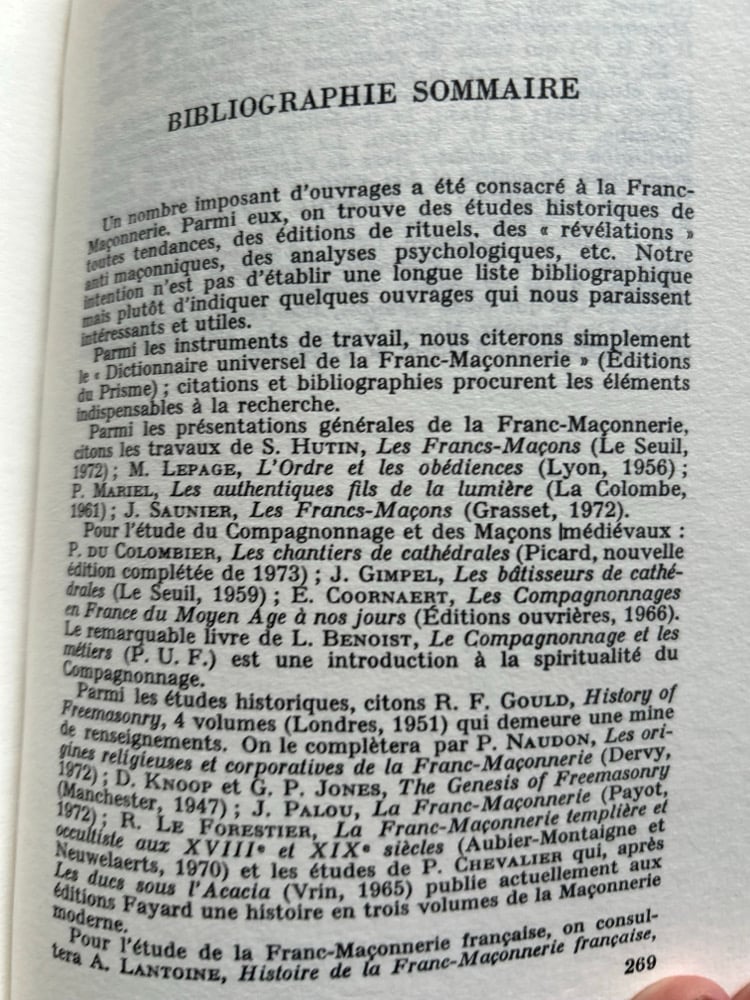 BIBLIOGRAPHIE SOMMAIRE
Un nombre imposant d'ouvrages a été consacré à la Franc-
Maçonnerie. Parmi eux, on trouve des études historiques de
toutes tendances, des éditions de rituels. des « révélations »
anti maçonniques, des analyses psychologiques, etc. Notre
intention n'est pas d'établir une longue liste bibliographique
mais plutôt d'indiquer quelques ouvrages qui nous paraissent
intéressants et utiles.
Parmi les instruments de travail, nous citerons simplement
le « Dictionnaire universel de la Franc-Maçonnerie » (Éditions
du Prisme) ; citations et bibliographies procurent les éléments
indispensables à la recherche.
Parmi les présentations générales de la Franc-Maçonnerie,
citons les travaux de S. HUTIN, Les Francs-Maçons (Le Seuil,
1972) ; M. LEPAGE, L'Ordre et les obédiences (Lyon, 1956) ;
P. MARIEL, Les authentiques fils de la lumière (La Colombe,
1961) ; J. SAUNIER, Les Francs-Maçons (Grasset, 1972).
Pour l'étude du Compagnonnage et des Maçons médiévaux :
P. DU COLOMBIER, Les chantiers de cathédrales (Picard, nouvelle
édition complétée de 1973) ; J. GIMPEL, Les bâtisseurs de cathé-
drales (Le Seuil, 1959) ; E. COORNAERT, Les Compagnonnages
en France du Moyen Âge à nos jours (Éditions ouvrières, 1966).
Le remarquable livre de L. BENOIST, Le Compagnonnage et les
métiers (P. U. F.) est une introduction à la spiritualité du
Compagnonnage.
Parmi les études historiques, citons R. F. GOULD, History of
Freemasonry, 4 volumes (Londres, 1951) qui demeure une mine
de renseignements. On le complètera par P. NAUDON, Les ori-
gines religieuses et corporatives de la Franc-Maçonnerie (Dervy,
1972) ; D. KNOOP et G. P. JONES, The Genesis of Freemasonry
(Manchester, 1947) ; J. PALOU, La Franc-Maçonnerie (Payot,
1972) ; R. LE FORESTIER, La Franc-Maçonnerie templière et
occultiste aux XVIIIe et XIXe siècles (Aubier-Montaigne et
Neuwelaerts, 1970) et les études de P. CHEVALIER qui, après
Les ducs sous l'Acacia (Vrin, 1965) publie actuellement aux
éditions Fayard une histoire en trois volumes de la Maçonnerie
moderne.
Pour l'étude de la Franc-Maçonnerie française, on consul-
tera A. LANTOINE, Histoire de la Franc-Maçonnerie française,
269